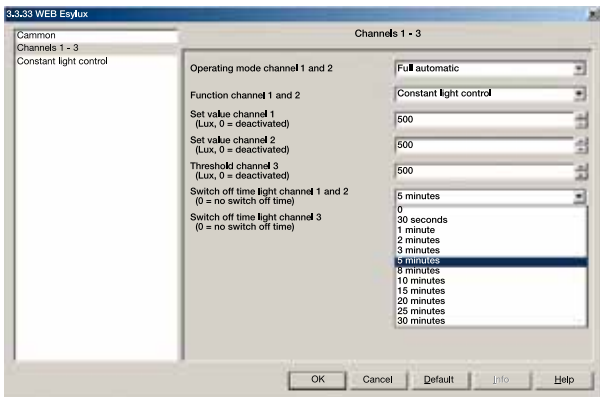 3.3.33 WEB Esylux
Cammon
Channels 1 - 3
Constant light control
Channels 1 - 3
Operating mode channel 1 and 2
Full automatic
Function channel 1 and 2
Constant light control
Set value channel 1
(Lux, 0 = deactivated)
500
Set value channel 2
(Lux, 0 = deactivated)
500
Threshold channel 3
(Lux, 0 = deactivated)
500
Switch off time light channel 1 and 2
(0 = no switch off time)
5 minutes
Switch off time light channel 3
(0 = no switch off time)
0
30 seconds
1 minute
2 minutes
3 minutes
5 minutes
8 minutes
10 minutes
15 minutes
20 minutes
25 minutes
30 minutes
OK
Cancel
Default
Info
Help